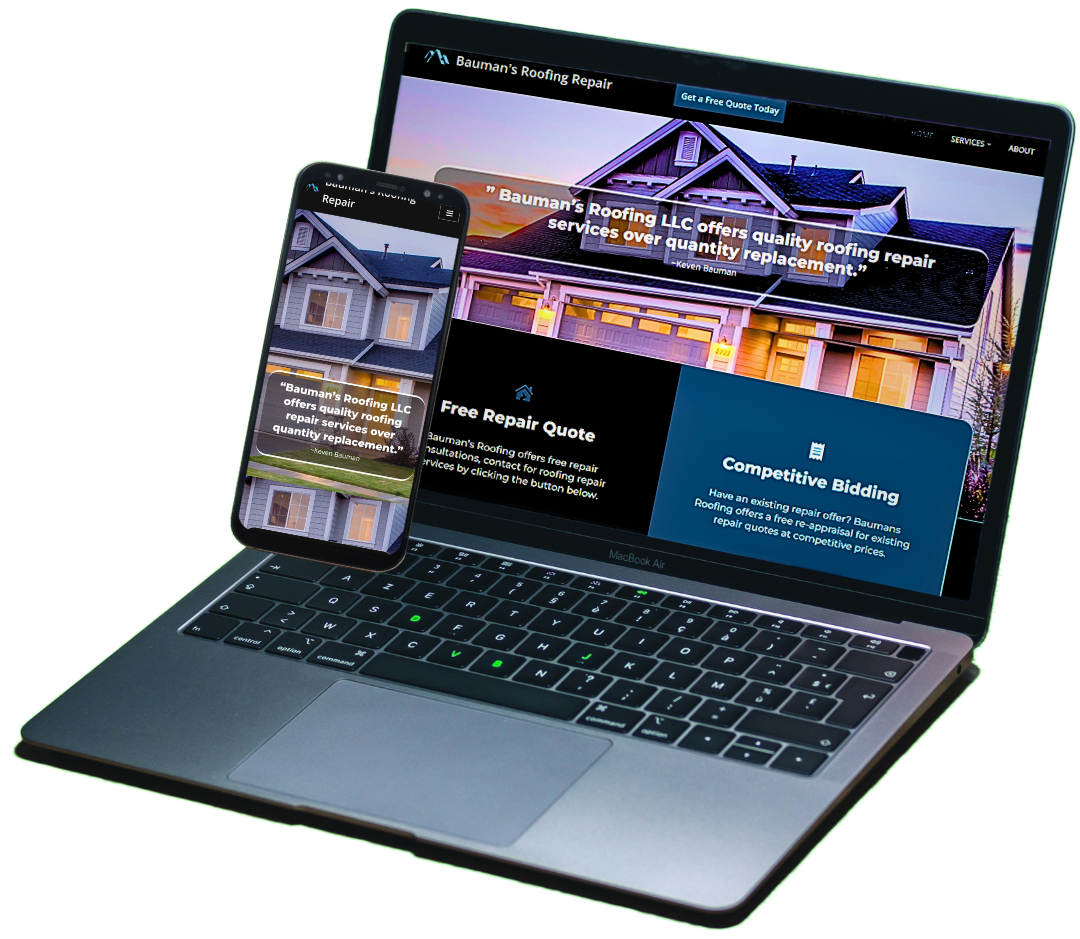 Bauman's Roofing Repair
Get a Free Quote Today
HOME
SERVICES
ABOUT
” Bauman's Roofing LLC offers quality roofing repair
services over quantity replacement.”
~Keven Bauman
Free Repair Quote
Bauman's Roofing offers free repair
nsultations, contact for roofing repair
ervices by clicking the button below.
Competitive Bidding
Have an existing repair offer? Baumans
Roofing offers a free re-appraisal for existing
repair quotes at competitive prices.
Bauman's Roofing
Repair
“Bauman's Roofing LLC
offers quality roofing
repair services over
quantity replacement.”
~Keven Bauman
MacBook Air
A Z E R T Y U I O P
Q S D F G H J K L M
W X C V B N
fn control option command command option